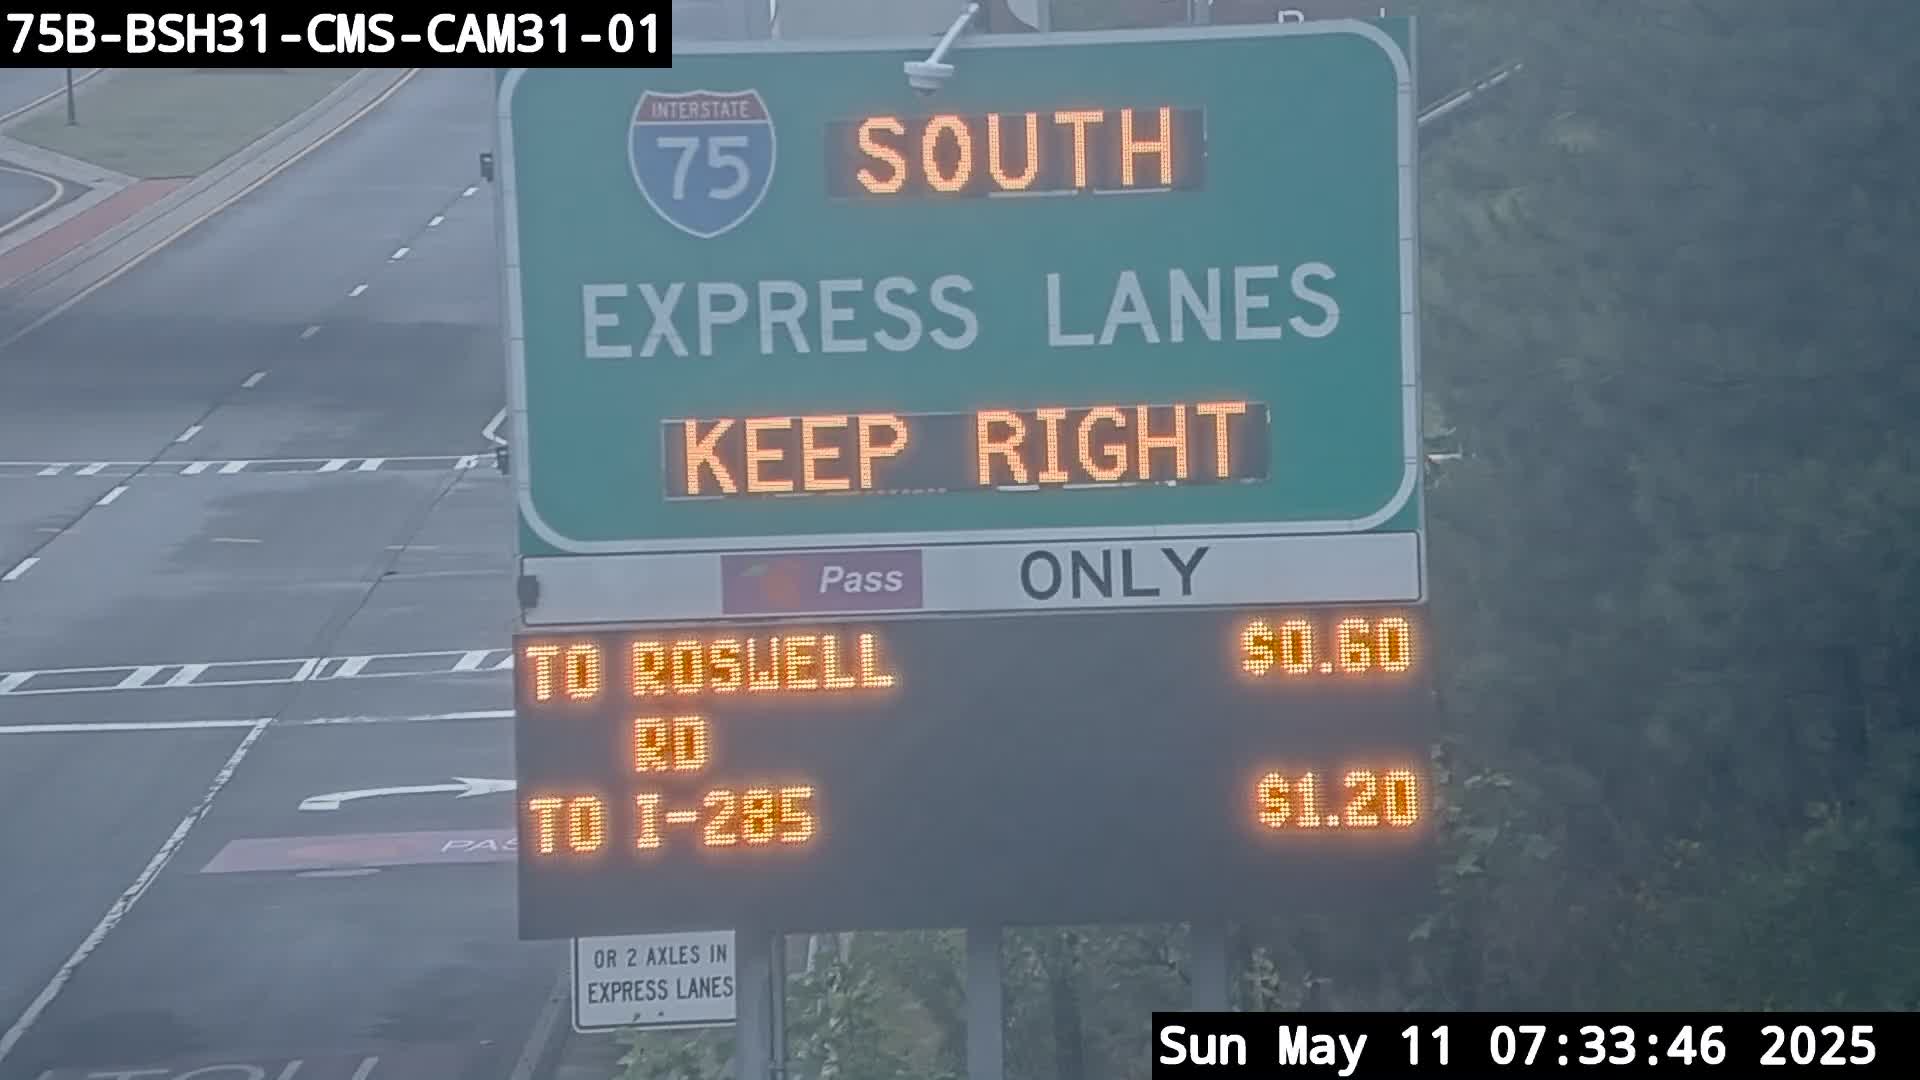 75B-BSH31-CMS-CAM31-01
INTERSTATE
75
SOUTH
EXPRESS LANES
KEEP RIGHT
Pass ONLY
TO ROSWELL $0.60
RD
TO I-285 $1.20
OR 2 AXLES IN
EXPRESS LANES
TOLL
Sun May 11 07:33:46 2025